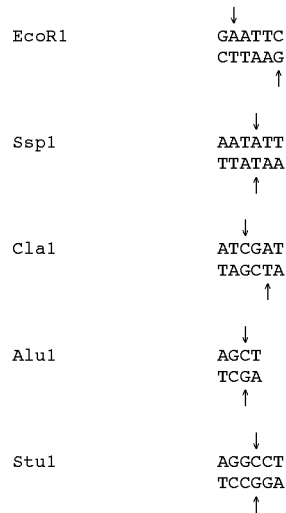 ↓
EcoR1 GAATTC
CTTAAG
↑
↓
Ssp1 AATATT
TTATAA
↑
↓
Cla1 ATCGAT
TAGCTA
↑
↓
Alu1 AGCT
TCGA
↑
↓
Stu1 AGGCCT
TCCGGA
↑